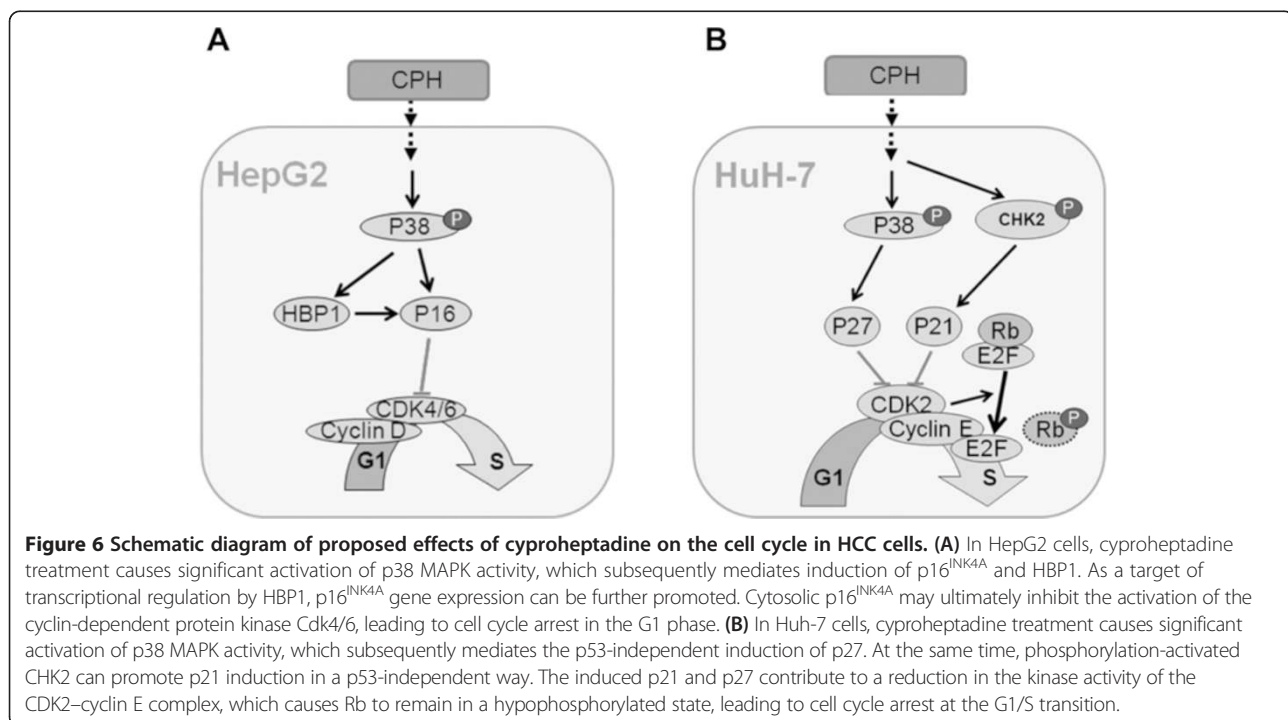 A
B
CPH
CPH
HepG2
HuH-7
P38
P
P38
P
CHK2
P
HBP1
P16
P27
P21
Rb
E2F
CDK4/6
Cyclin D
G1
S
CDK2
Cyclin E
E2F
Rb
P
G1
S
Figure 6 Schematic diagram of proposed effects of cyproheptadine on the cell cycle in HCC cells. (A) In HepG2 cells, cyproheptadine
treatment causes significant activation of p38 MAPK activity, which subsequently mediates induction of p16^INK4A and HBP1. As a target of
transcriptional regulation by HBP1, p16^INK4A gene expression can be further promoted. Cytosolic p16^INK4A may ultimately inhibit the activation of the
cyclin-dependent protein kinase Cdk4/6, leading to cell cycle arrest in the G1 phase. (B) In Huh-7 cells, cyproheptadine treatment causes significant
activation of p38 MAPK activity, which subsequently mediates the p53-independent induction of p27. At the same time, phosphorylation-activated
CHK2 can promote p21 induction in a p53-independent way. The induced p21 and p27 contribute to a reduction in the kinase activity of the
CDK2–cyclin E complex, which causes Rb to remain in a hypophosphorylated state, leading to cell cycle arrest at the G1/S transition.